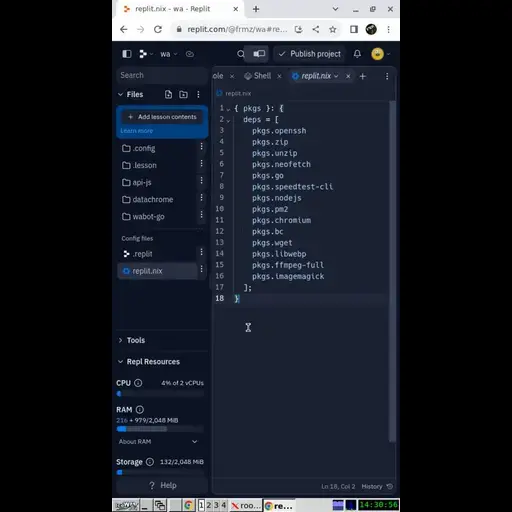 replit.nix - wa - Replit
replit.com/@frmz/wa#re...
wa
Publish project
Search
ole
Shell
replit.nix
Files
replit.nix
Add lesson contents
Learn more
.config
.lesson
api-js
datachrome
wabot-go
Config files
.replit
replit.nix
1 { pkgs }: {
2 deps = [
3 pkgs.openssh
4 pkgs.zip
5 pkgs.unzip
6 pkgs.neofetch
7 pkgs.go
8 pkgs.speedtest-cli
9 pkgs.nodejs
10 pkgs.pm2
11 pkgs.chromium
12 pkgs.bc
13 pkgs.wget
14 pkgs.libwebp
15 pkgs.ffmpeg-full
16 pkgs.imagemagick
17 ];
18 }
Tools
Repl Resources
CPU 4% of 2 vCPUs
RAM
216 + 979/2,048 MiB
About RAM
Storage 132/2,048 MiB
Help
Ln 18, Col 2 History
1 2 3 4 roo... re... 14:30:56